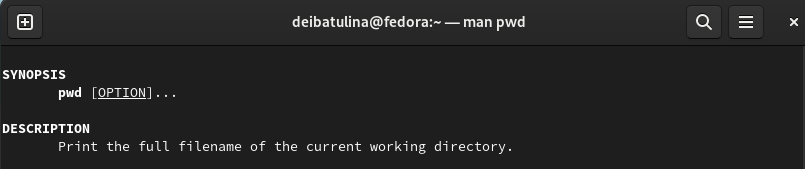 deibatulina@fedora:~ — man pwd
SYNOPSIS
pwd [OPTION]...
DESCRIPTION
Print the full filename of the current working directory.